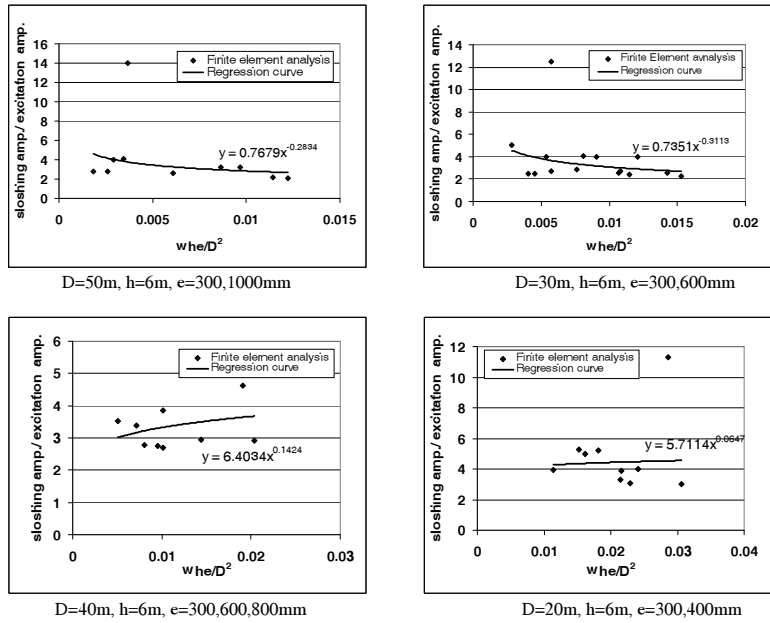 sloshing amp./ excitation amp.
16
14
12
10
8
6
4
2
0
Finite element analysis
Regression curve
y = 0.7679x^-0.2834
0 0.005 0.01 0.015
whe/D²
D=50m, h=6m, e=300,1000mm
sloshing amp./ excitation amp.
14
12
10
8
6
4
2
0
Finite Element avnalysis
Regression curve
y = 0.7351x^-0.3113
0 0.005 0.01 0.015 0.02
whe/D²
D=30m, h=6m, e=300,600mm
sloshing amp./ excitation amp.
6
5
4
3
2
1
0
Finite element analysis
Regression curve
y = 6.4034x^0.1424
0 0.01 0.02 0.03
whe/D²
D=40m, h=6m, e=300,600,800mm
sloshing amp./ excitation amp.
12
10
8
6
4
2
0
Finite element analysis
Regression curve
y = 5.7114x^0.0647
0 0.01 0.02 0.03 0.04
whe/D²
D=20m, h=6m, e=300,400mm